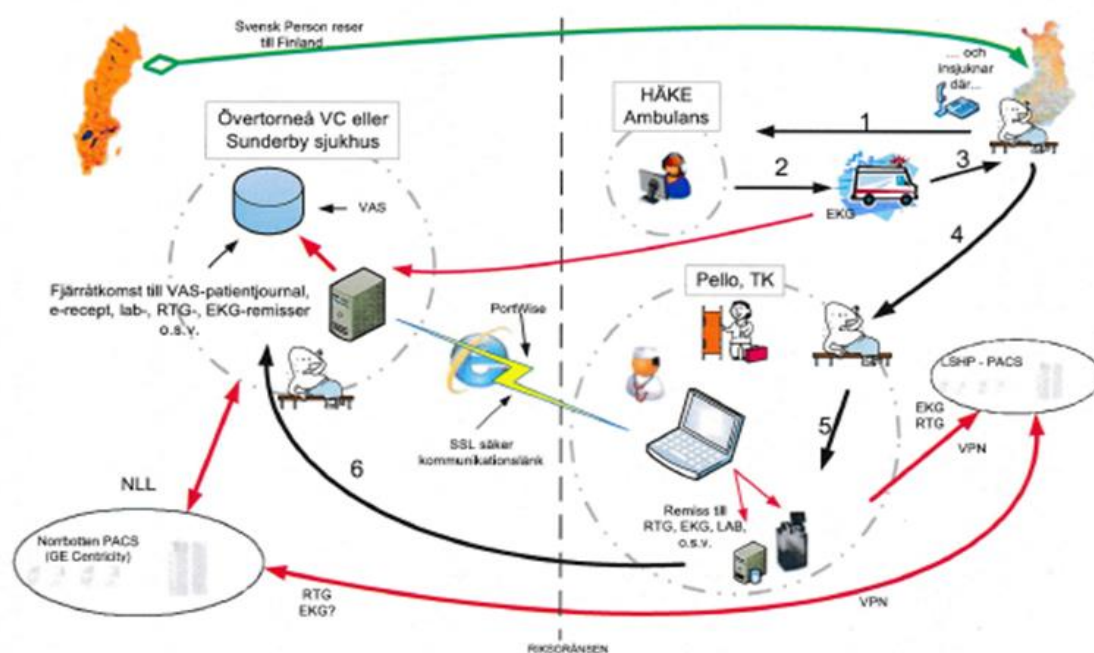 Svensk Person reser
till Finland
.... och
insjuknar
där...
HÄKE
Ambulans
1
2
3
EKG
4
Övertorneå VC eller
Sunderby sjukhus
VAS
Fjärråtkomst till VAS-patientjournal,
e-recept, lab-, RTG-, EKG-remisser
o.s.v.
PortWise
SSL säker
kommunikationslänk
Pello, TK
5
Remiss till
RTG, EKG, LAB,
o.s.v.
LSHP - PACS
EKG
RTG
VPN
6
NLL
Norrbotten PACS
(GE Centricity)
RTG
EKG?
VPN
RIKSGRÄNSEN